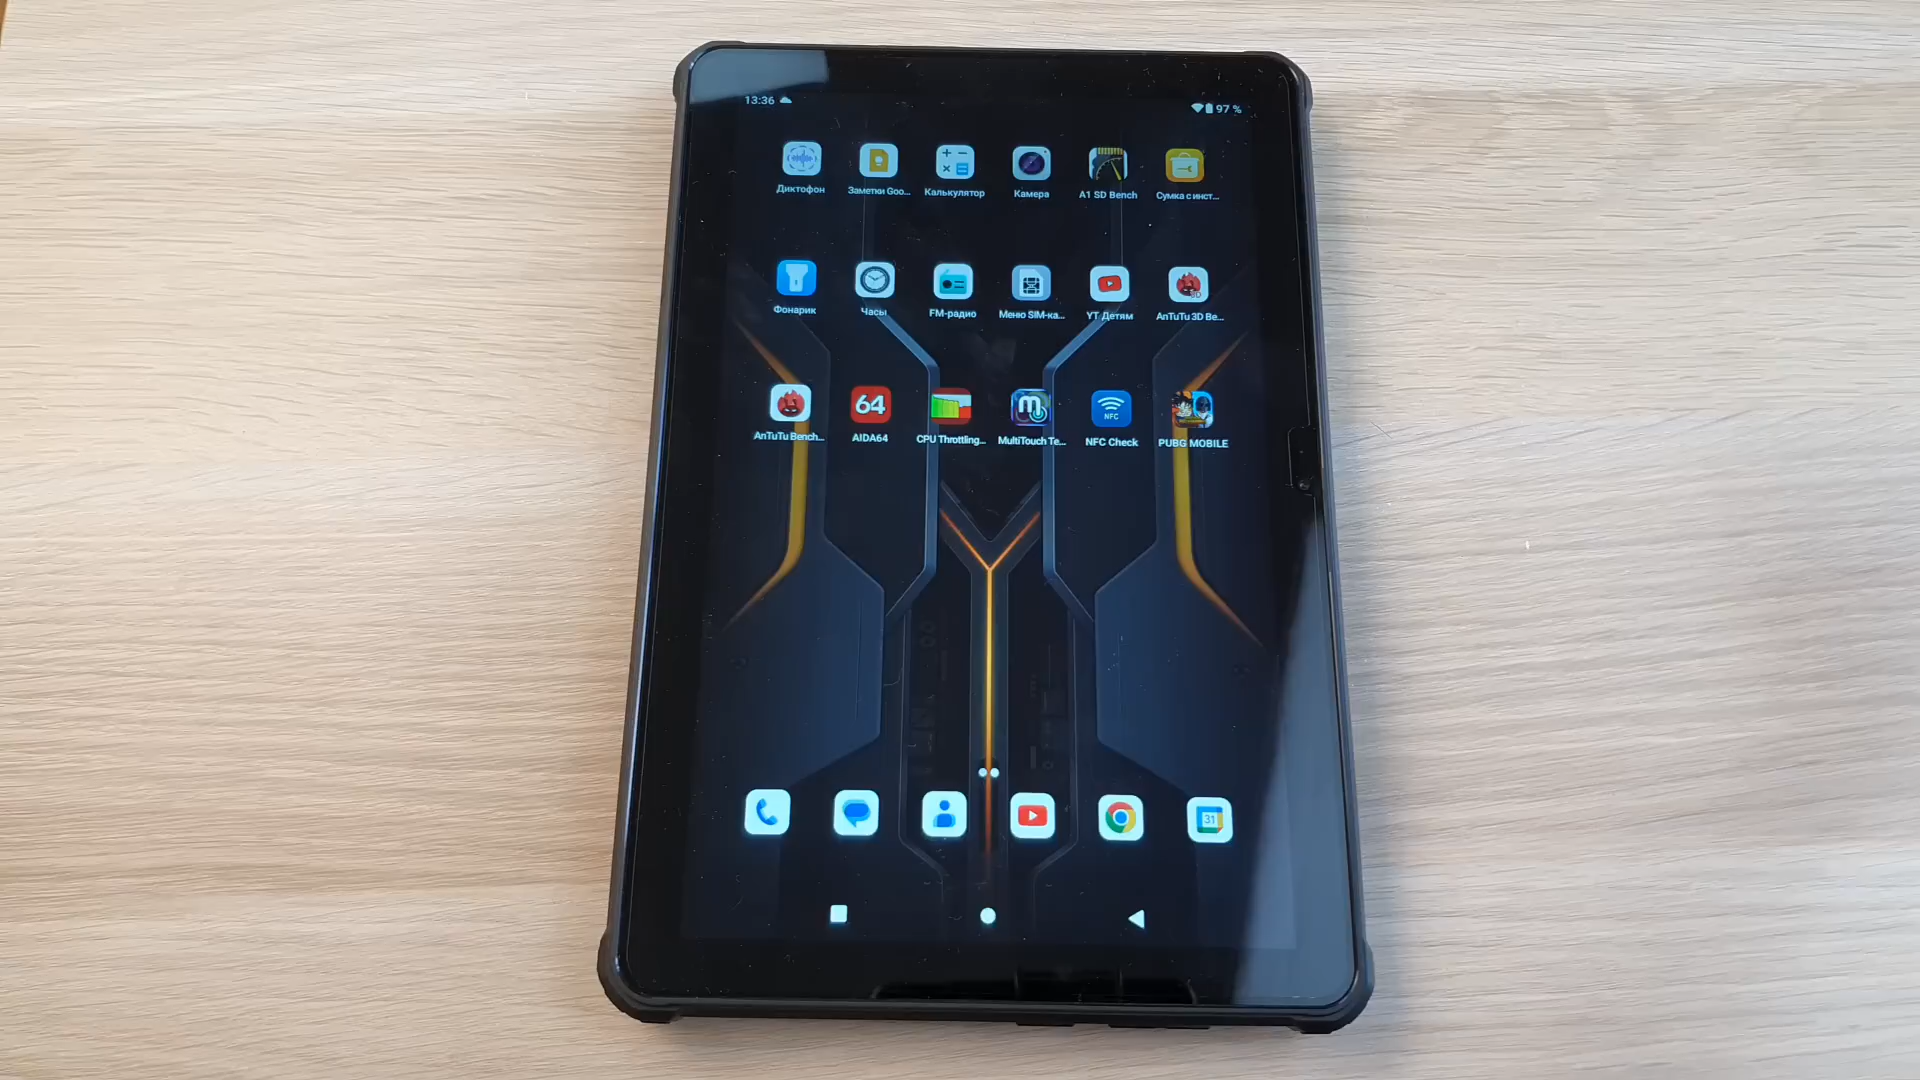 13:36 97 %
Диктофон Заметки Goo... Калькулятор Камера A1 SD Bench Сумка с инст...
Фонарик Часы FM-радио Меню SIM-ка... YT Детям AnTuTu 3D Be...
3D
64
NFC
AnTuTu Bench... AIDA64 CPU Throttling... MultiTouch Te... NFC Check PUBG MOBILE
31